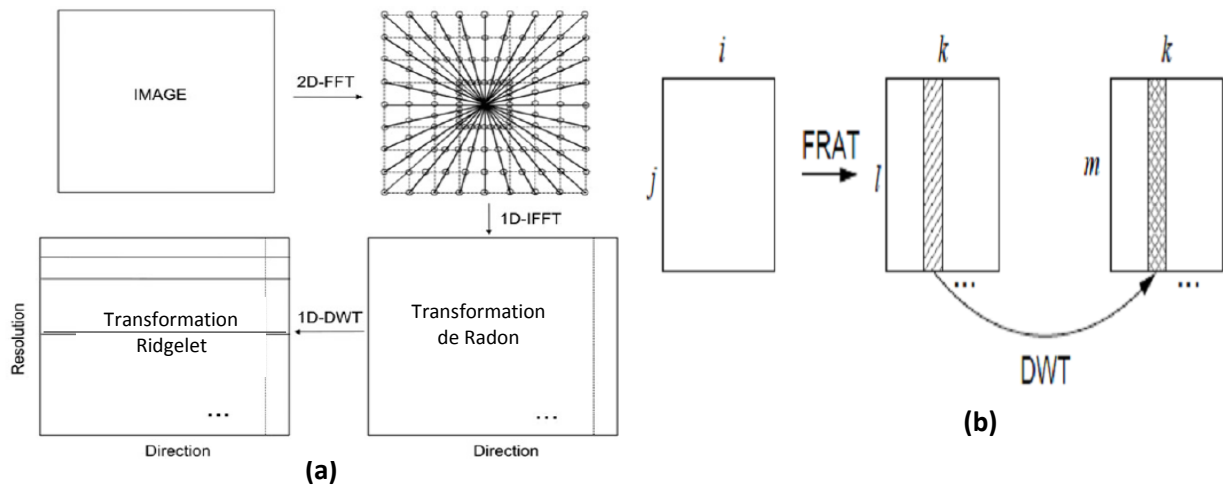 IMAGE
2D-FFT
1D-IFFT
Transformation
de Radon
Direction
1D-DWT
Transformation
Ridgelet
Resolution
...
...
Direction
(a)
i
j
FRAT
k
l
...
k
m
...
DWT
(b)